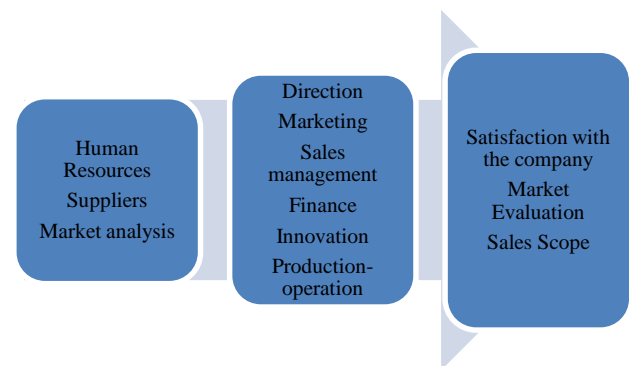 Human
Resources
Suppliers
Market analysis
Direction
Marketing
Sales
management
Finance
Innovation
Production-
operation
Satisfaction with
the company
Market
Evaluation
Sales Scope